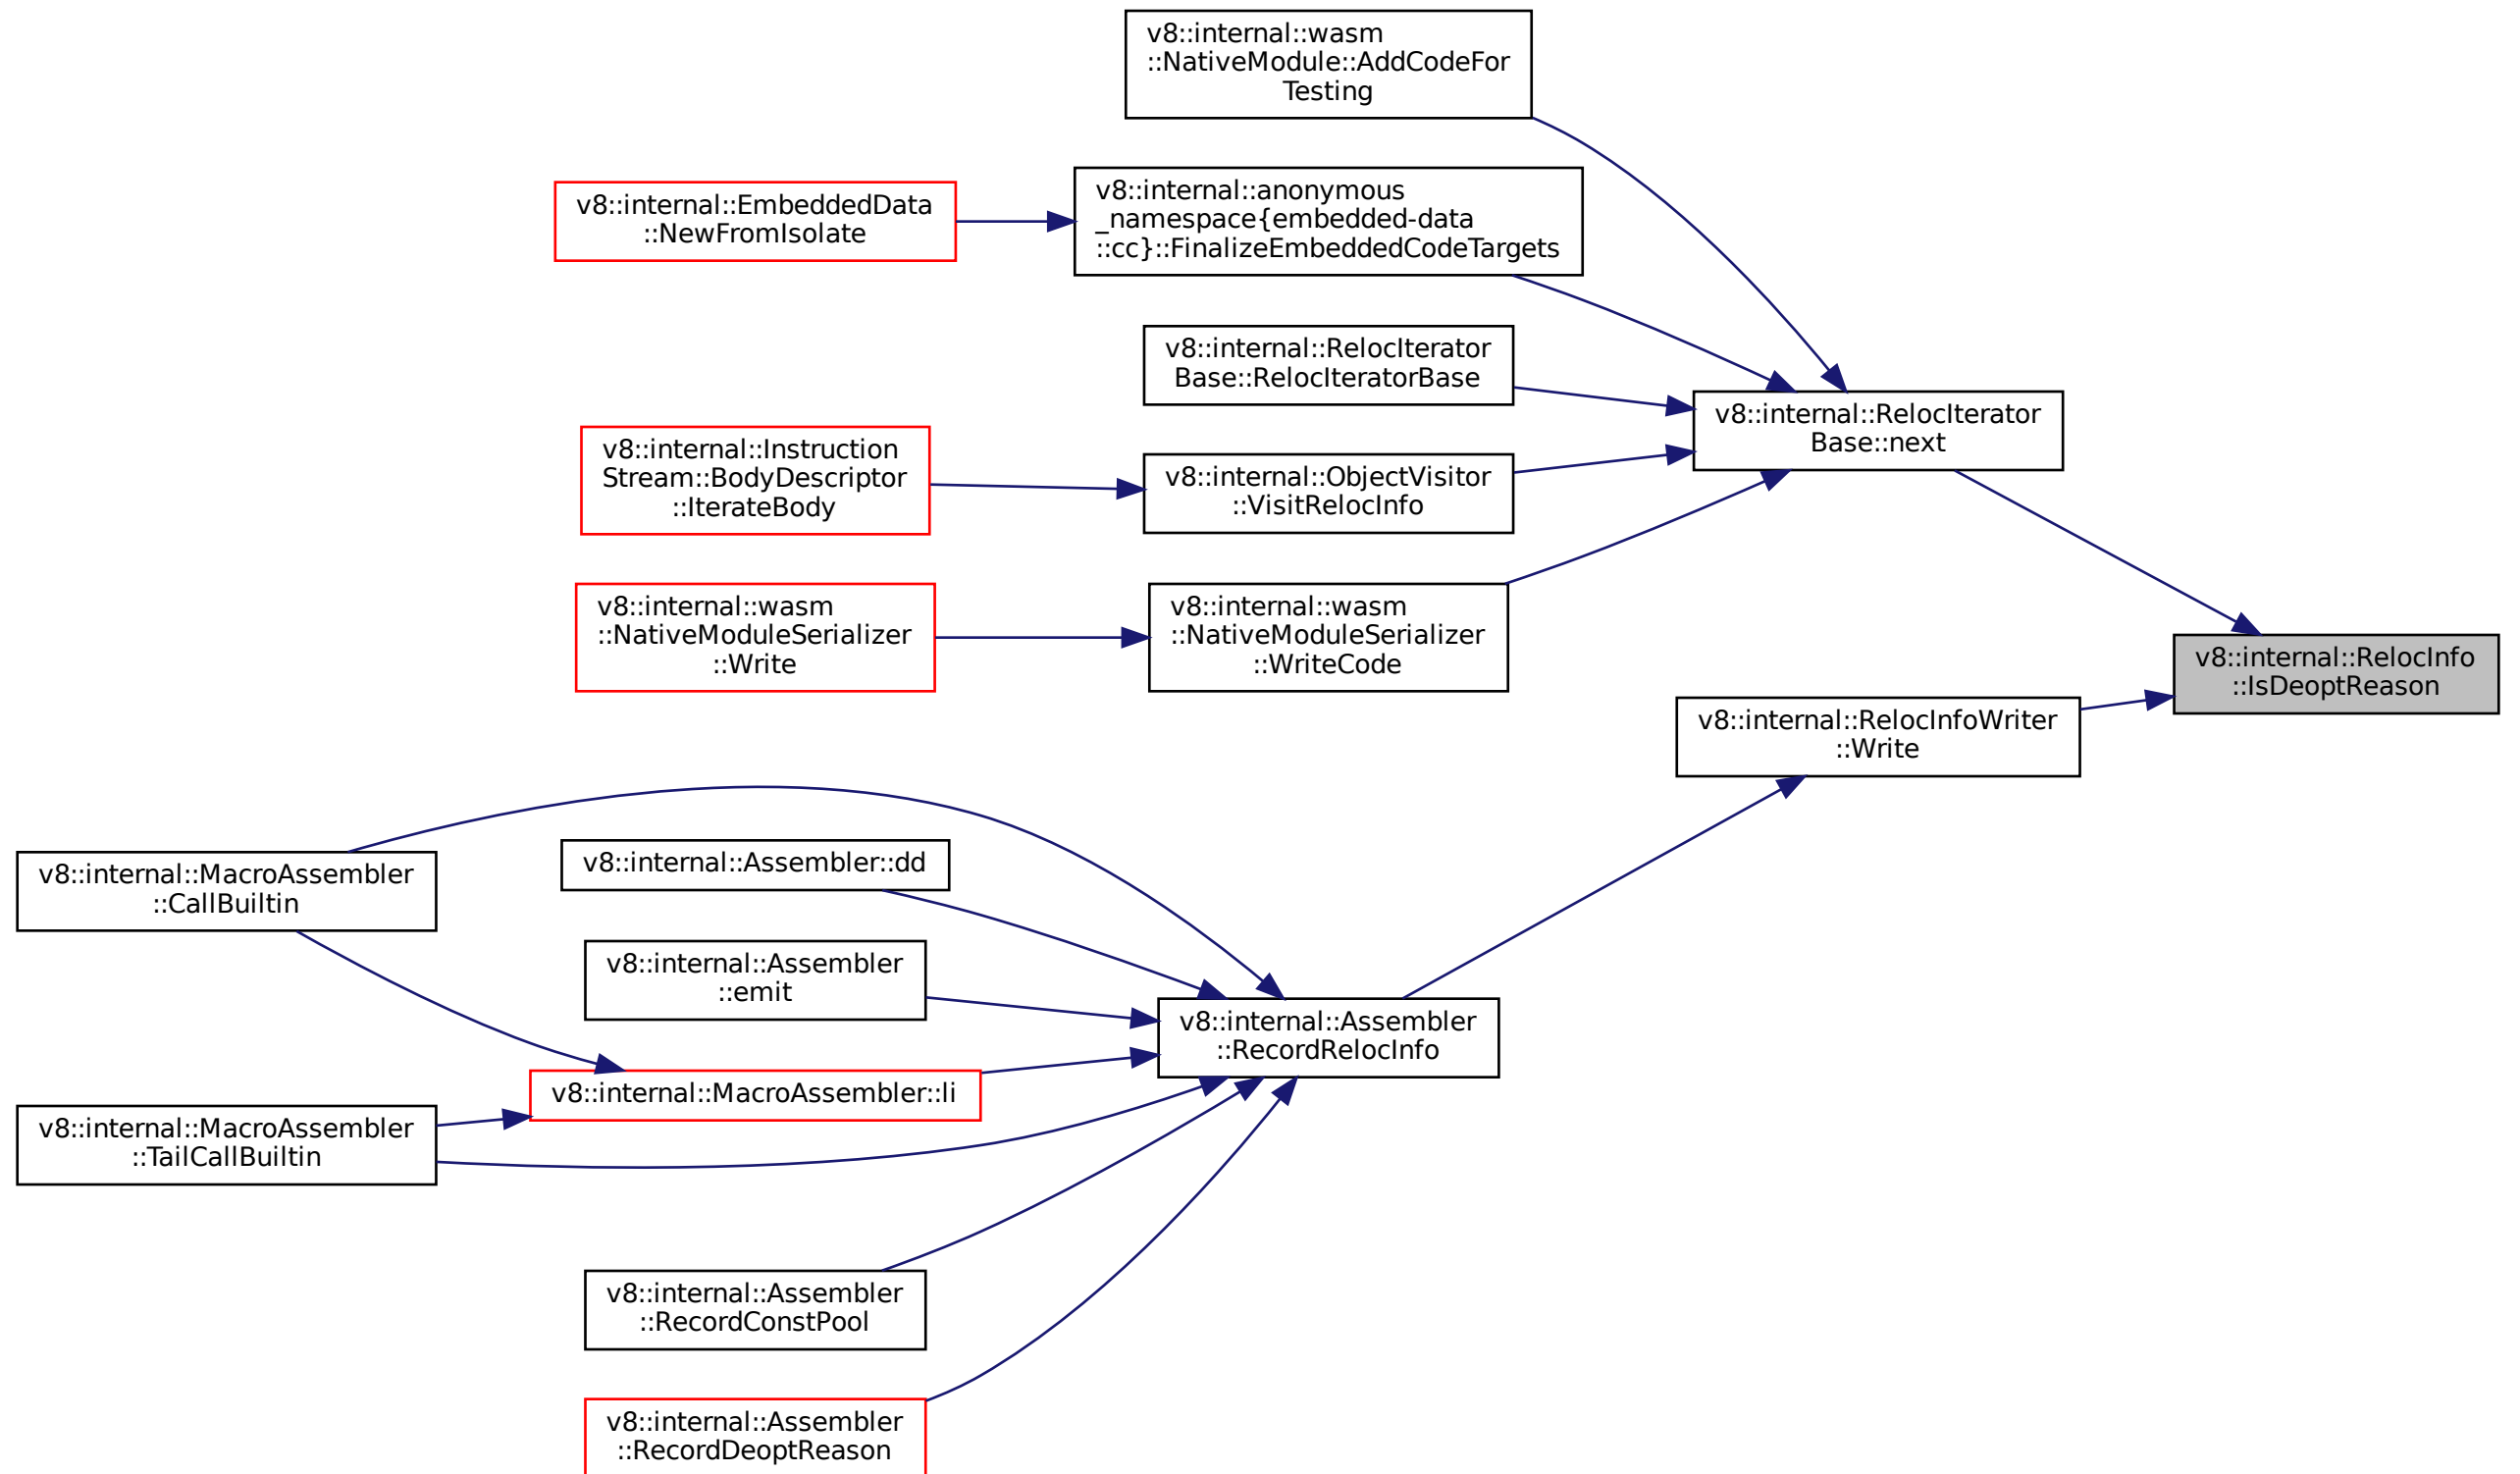 v8::internal::wasm
::NativeModule::AddCodeFor
Testing
v8::internal::EmbeddedData
::NewFromIsolate
v8::internal::anonymous
_namespace{embedded-data
::cc}::FinalizeEmbeddedCodeTargets
v8::internal::RelocIterator
Base::RelocIteratorBase
v8::internal::RelocIterator
Base::next
v8::internal::Instruction
Stream::BodyDescriptor
::IterateBody
v8::internal::ObjectVisitor
::VisitRelocInfo
v8::internal::wasm
::NativeModuleSerializer
::Write
v8::internal::wasm
::NativeModuleSerializer
::WriteCode
v8::internal::RelocInfo
::IsDeoptReason
v8::internal::RelocInfoWriter
::Write
v8::internal::MacroAssembler
::CallBuiltin
v8::internal::Assembler::dd
v8::internal::Assembler
::emit
v8::internal::Assembler
::RecordRelocInfo
v8::internal::MacroAssembler::li
v8::internal::MacroAssembler
::TailCallBuiltin
v8::internal::Assembler
::RecordConstPool
v8::internal::Assembler
::RecordDeoptReason